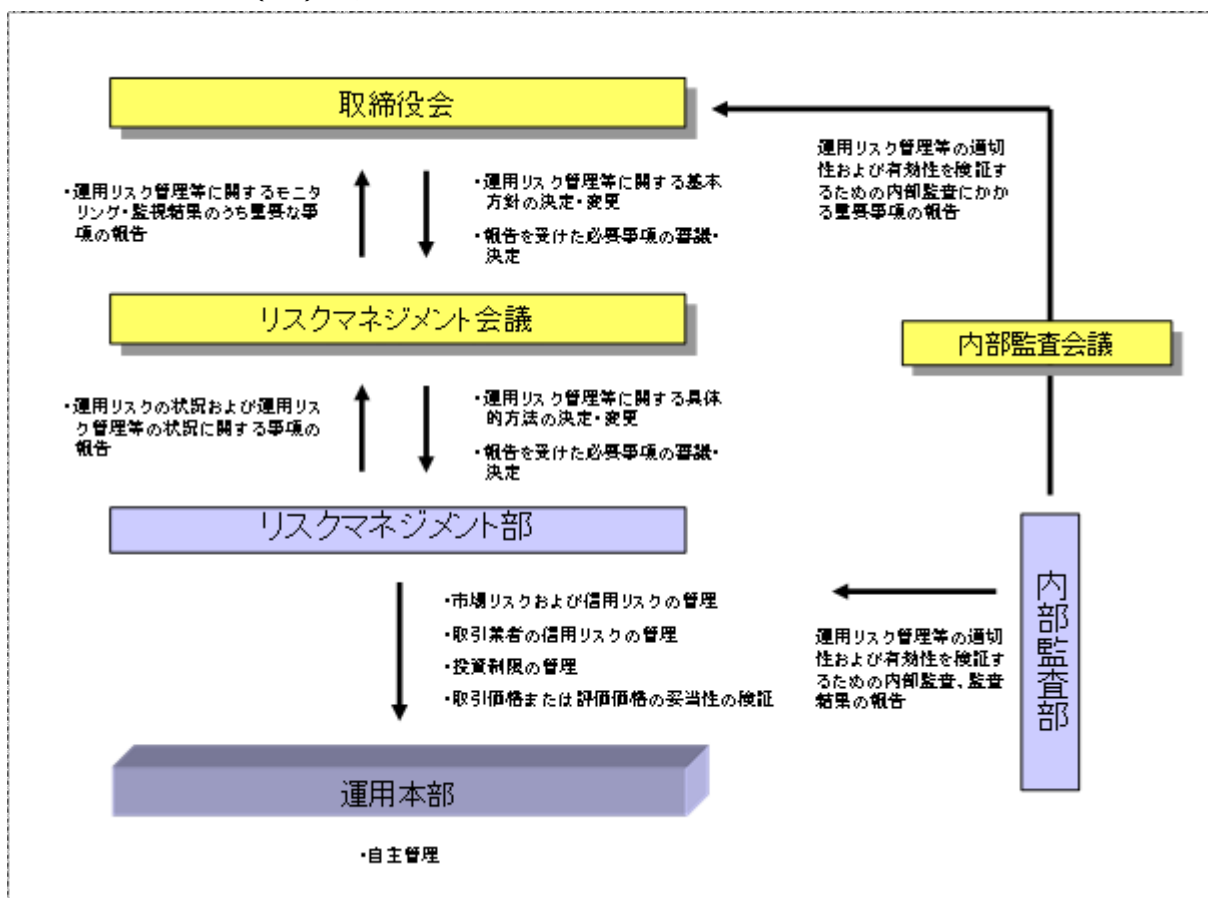 取締役会
・運用リスク管理等に関するモニ
タリング・監視結果のうち重要な事
項の報告
・運用リスク管理等に関する基本
方針の決定・変更
・報告を受けた必要事項の審議・
決定
運用リスク管理等の適切
性および有効性を検証す
るための内部監査にかか
る重要事項の報告
リスクマネジメント会議
内部監査会議
・運用リスクの状況および運用リス
ク管理等の状況に関する事項の
報告
・運用リスク管理等に関する具体
的方法の決定・変更
・報告を受けた必要事項の審議・
決定
リスクマネジメント部
・市場リスクおよび信用リスクの管理
・取引業者の信用リスクの管理
・投資制限の管理
・取引価格または評価価格の妥当性の検証
運用リスク管理等の適切
性および有効性を検証す
るための内部監査、監査
結果の報告
内部監査部
運用本部
・自主管理